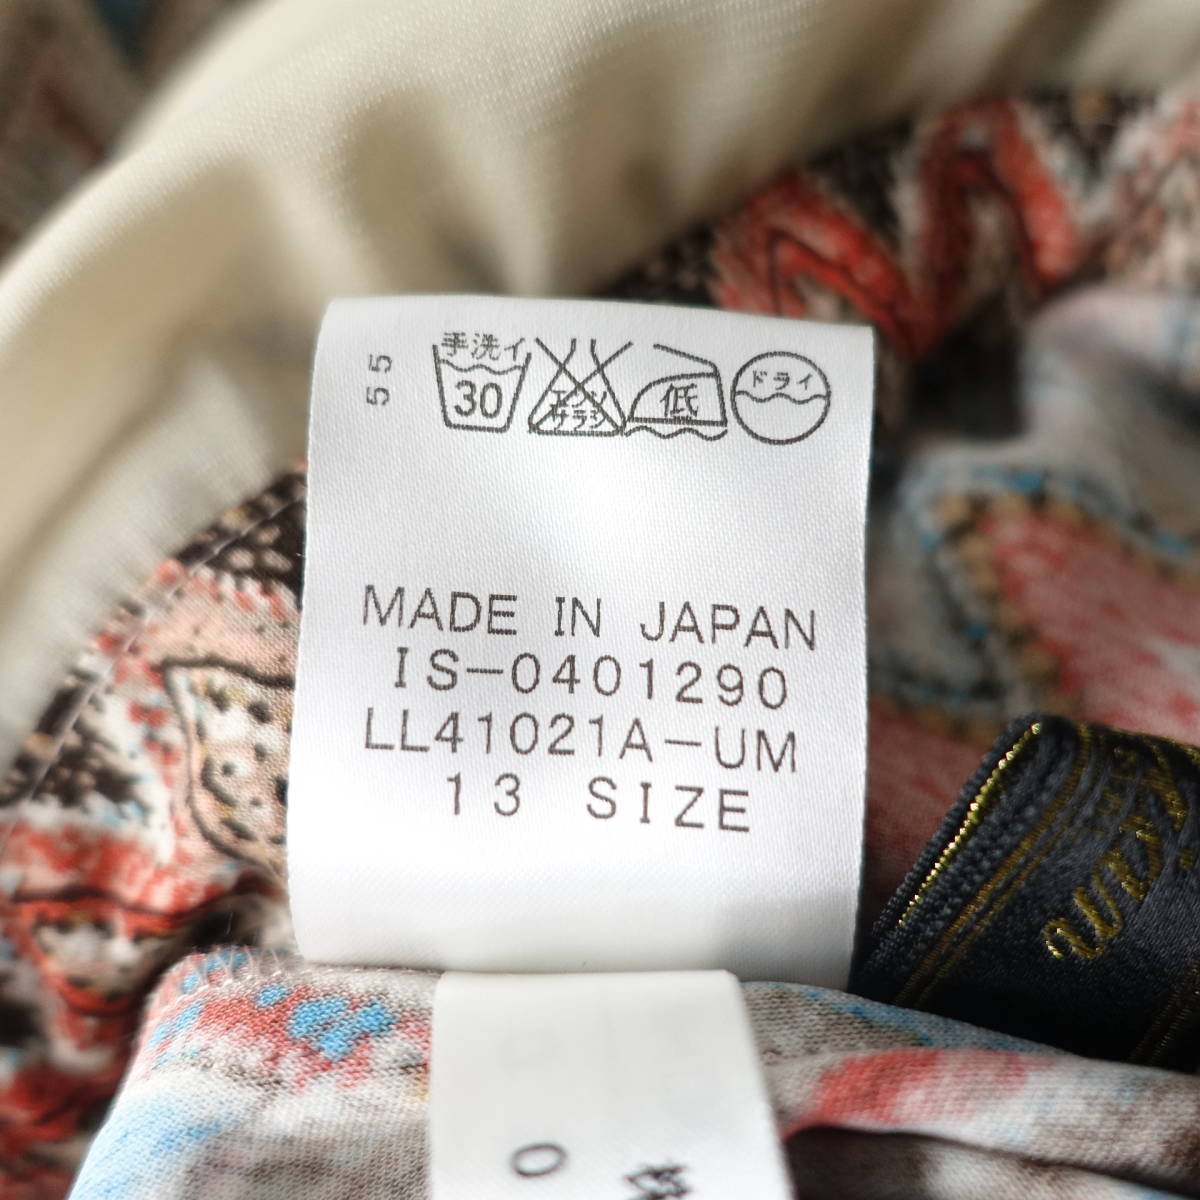 55
手洗イ 30 エンソサラシ 低 ドライ
MADE IN JAPAN
IS-0401290
LL41021A-UM
13 SIZE
0